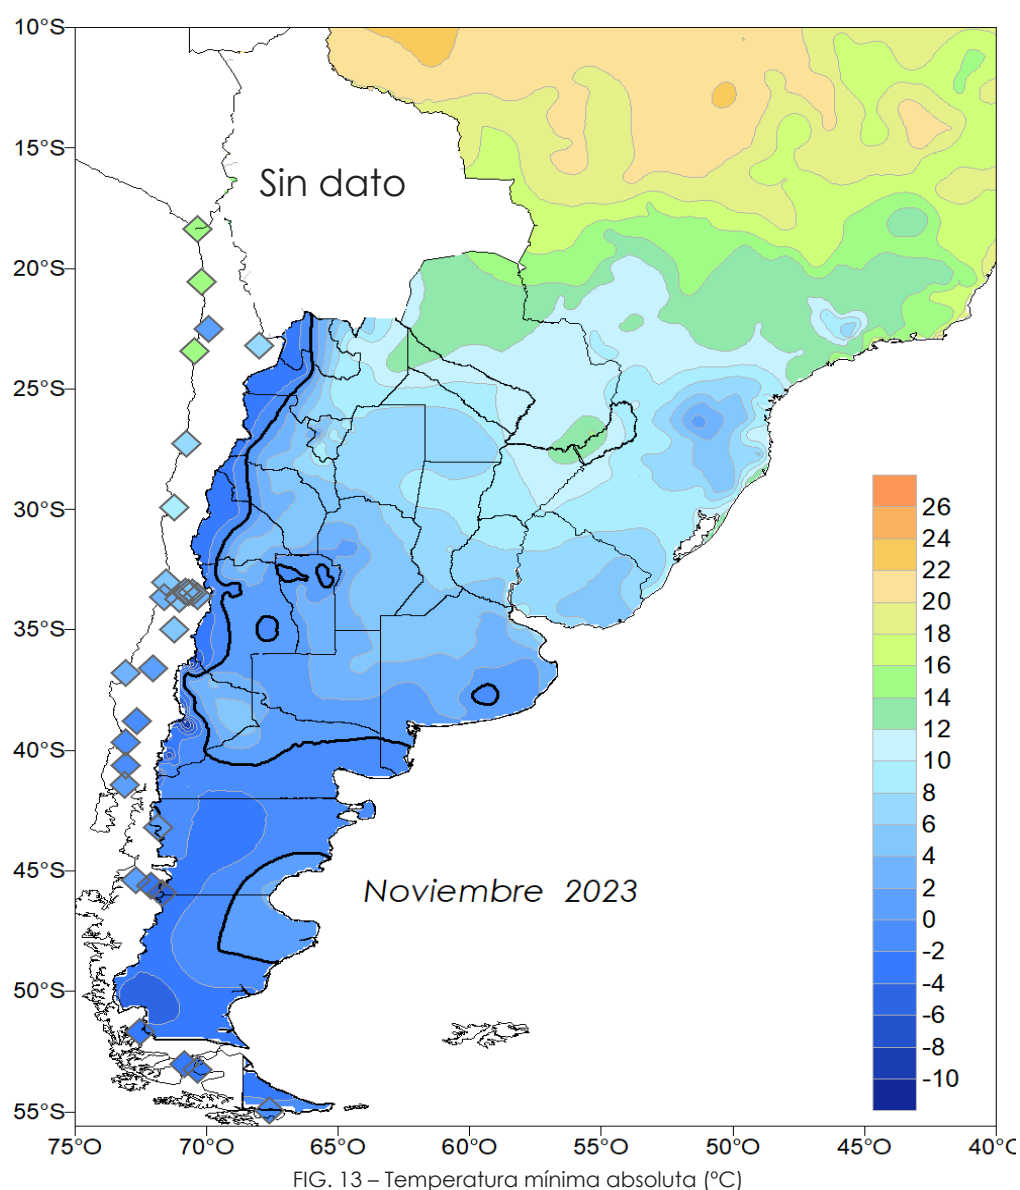 10°S
15°S
Sin dato
20°S
25°S
30°S
35°S
40°S
45°S
50°S
55°S
Noviembre 2023
26
24
22
20
18
16
14
12
10
8
6
4
2
0
-2
-4
-6
-8
-10
75°O 70°O 65°O 60°O 55°O 50°O 45°O 40°O
FIG. 13 – Temperatura mínima absoluta (ºC)